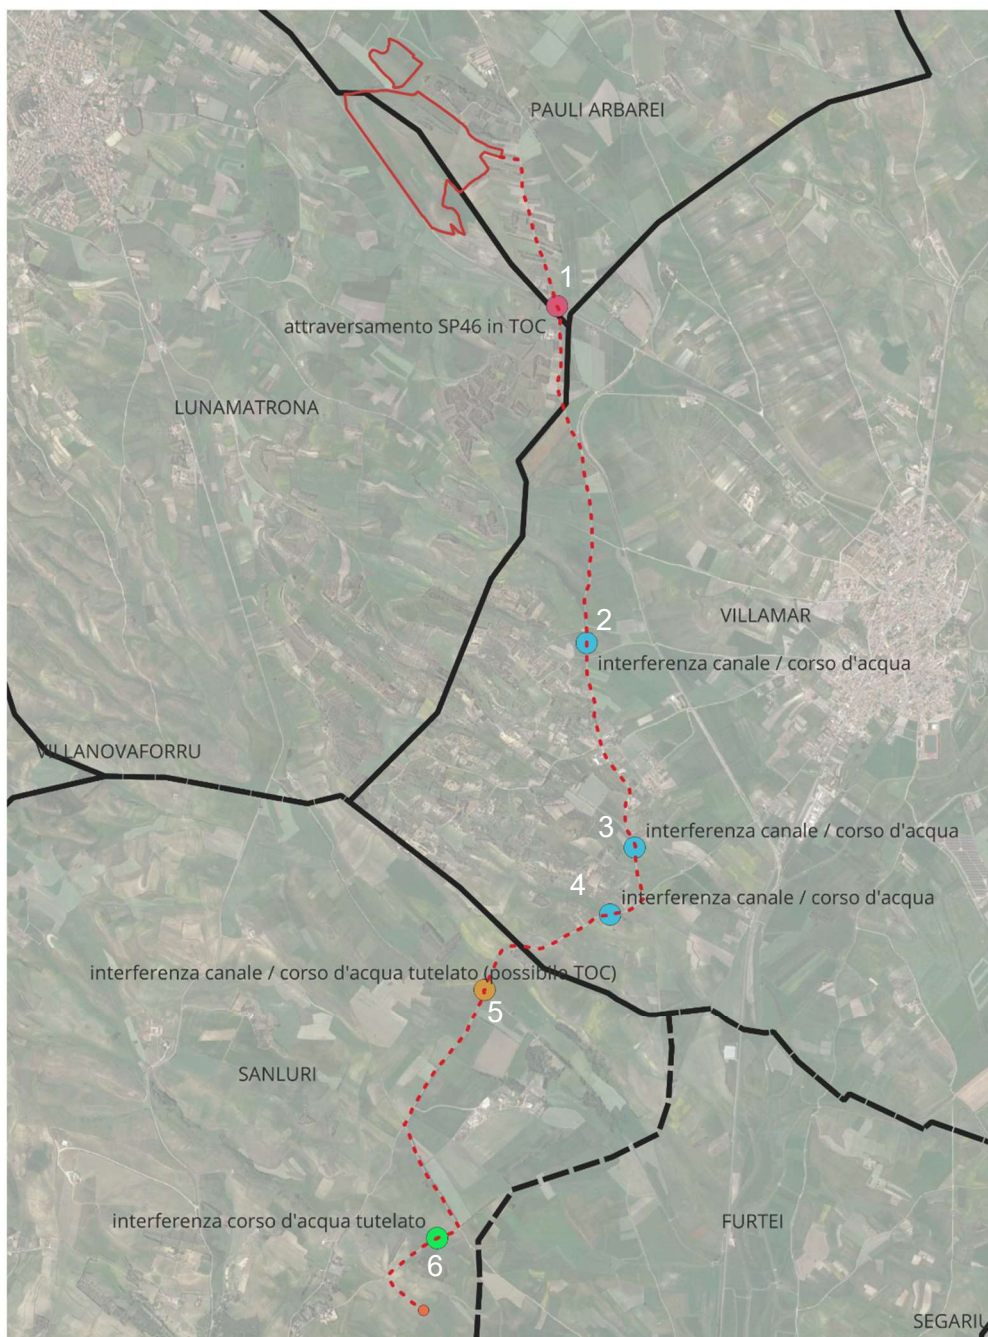 PAULI ARBAREI
1
attraversamento SP46 in TOC
LUNAMATRONA
2
VILLAMAR
interferenza canale / corso d'acqua
VILLANOVAFORRU
3
interferenza canale / corso d'acqua
4
interferenza canale / corso d'acqua
interferenza canale / corso d'acqua tutelato (possibile TOC)
5
SANLURI
interferenza corso d'acqua tutelato
FURTEI
6
SEGARIU